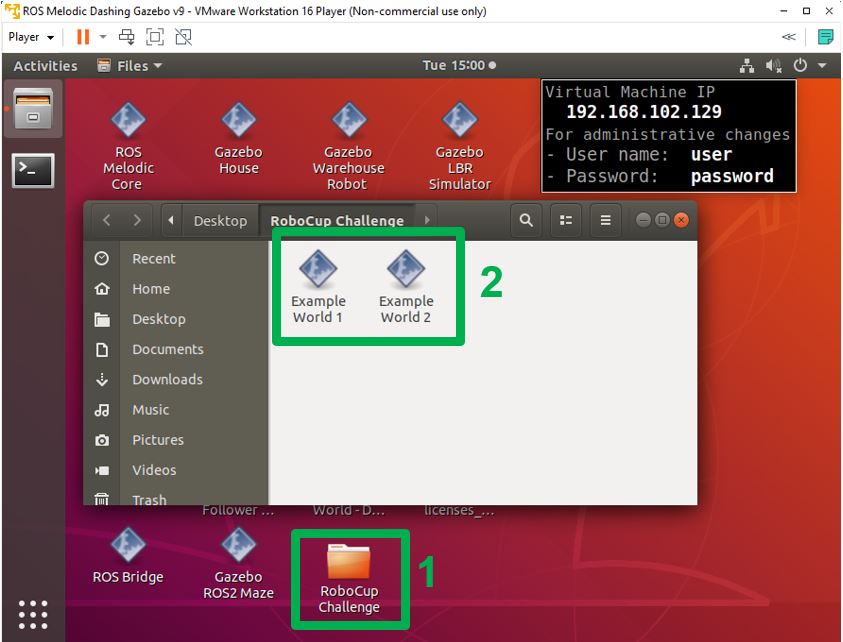 ROS Melodic Dashing Gazebo v9 - VMware Workstation 16 Player (Non-commercial use only)
Player
Activities
Files
Tue 15:00
Virtual Machine IP
192.168.102.129
For administrative changes
- User name: user
- Password: password
ROS
Melodic
Core
Gazebo
House
Gazebo
Warehouse
Robot
Gazebo
LBR
Simulator
Desktop
RoboCup Challenge
Recent
Home
Desktop
Documents
Downloads
Music
Pictures
Videos
Trash
Example
World 1
Example
World 2
2
Follower ...
World - D...
licenses_...
ROS Bridge
Gazebo
ROS2 Maze
RoboCup
Challenge
1